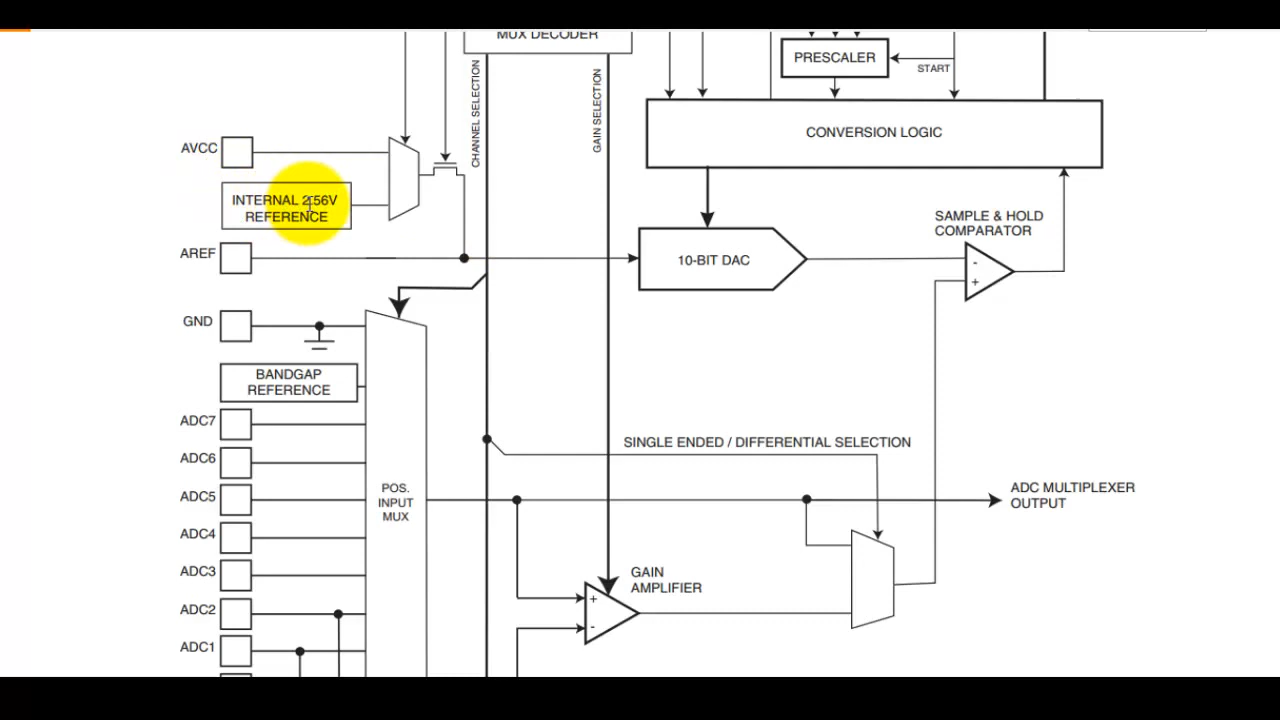 MUX DECODER
PRESCALER
START
CHANNEL SELECTION
GAIN SELECTION
CONVERSION LOGIC
AVCC
INTERNAL 2.56V
REFERENCE
SAMPLE & HOLD
COMPARATOR
AREF
10-BIT DAC
-
+
GND
BANDGAP
REFERENCE
ADC7
SINGLE ENDED / DIFFERENTIAL SELECTION
ADC6
ADC5
POS.
INPUT
MUX
ADC MULTIPLEXER
OUTPUT
ADC4
ADC3
GAIN
AMPLIFIER
+
-
ADC2
ADC1